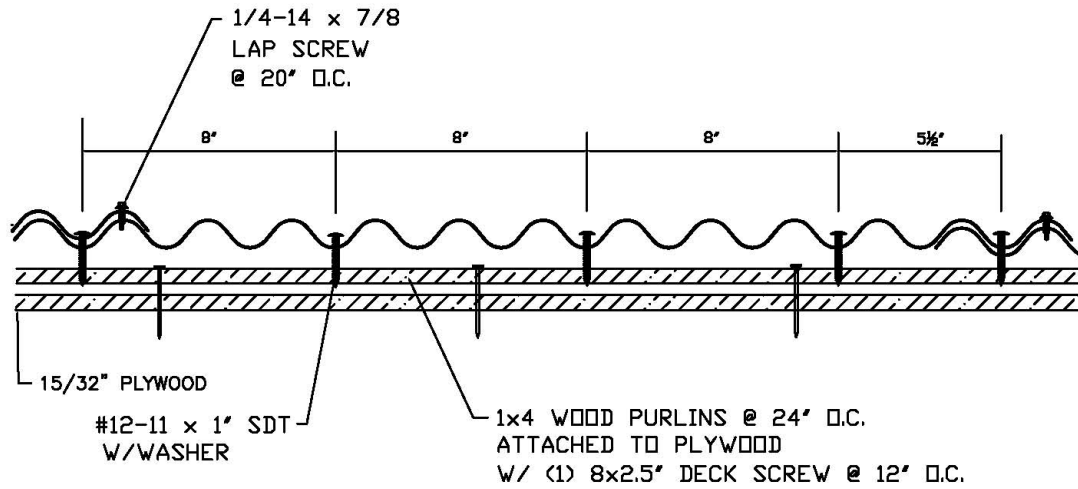 1/4-14 x 7/8
LAP SCREW
@ 20" O.C.
8" 8" 8" 5½"
15/32" PLYWOOD
#12-11 x 1" SDT
W/WASHER
1x4 WOOD PURLINS @ 24" O.C.
ATTACHED TO PLYWOOD
W/ (1) 8x2.5" DECK SCREW @ 12" O.C.